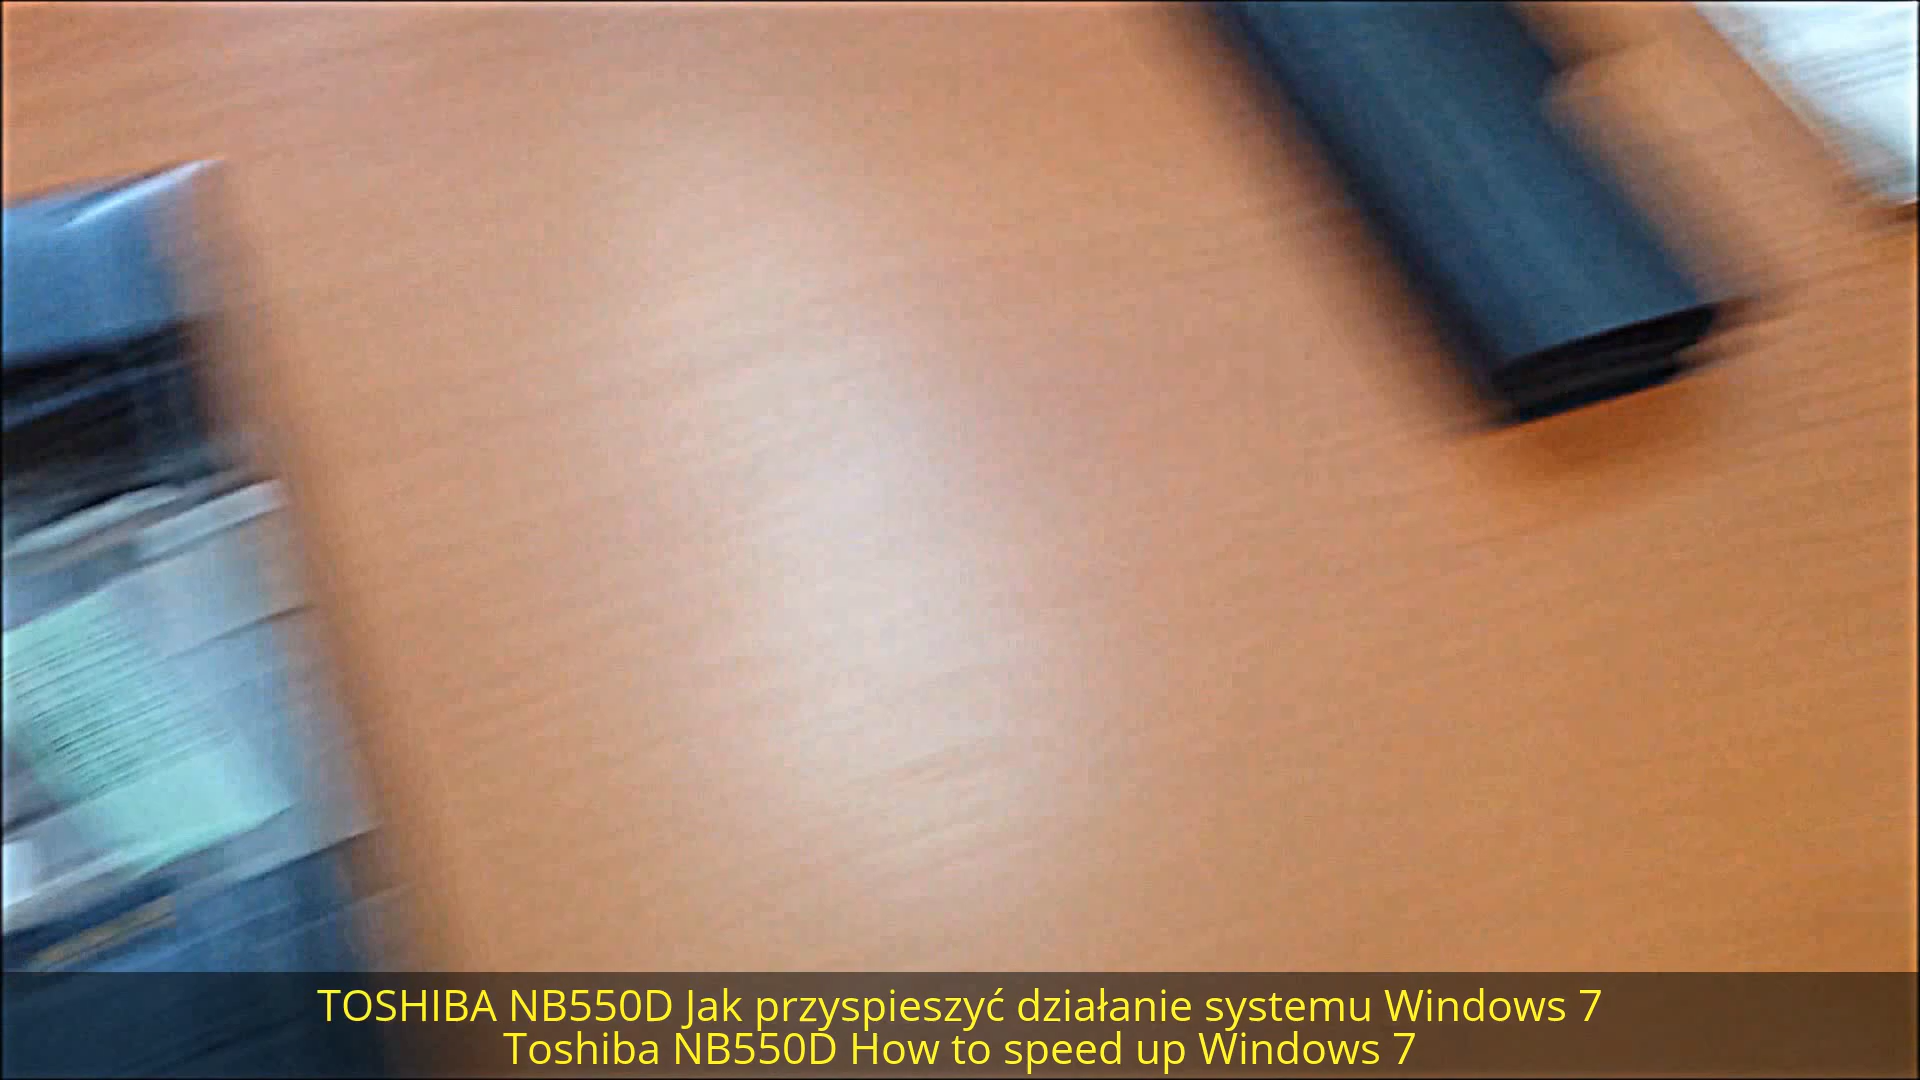 TOSHIBA NB550D Jak przyspieszyć działanie systemu Windows 7
Toshiba NB550D How to speed up Windows 7